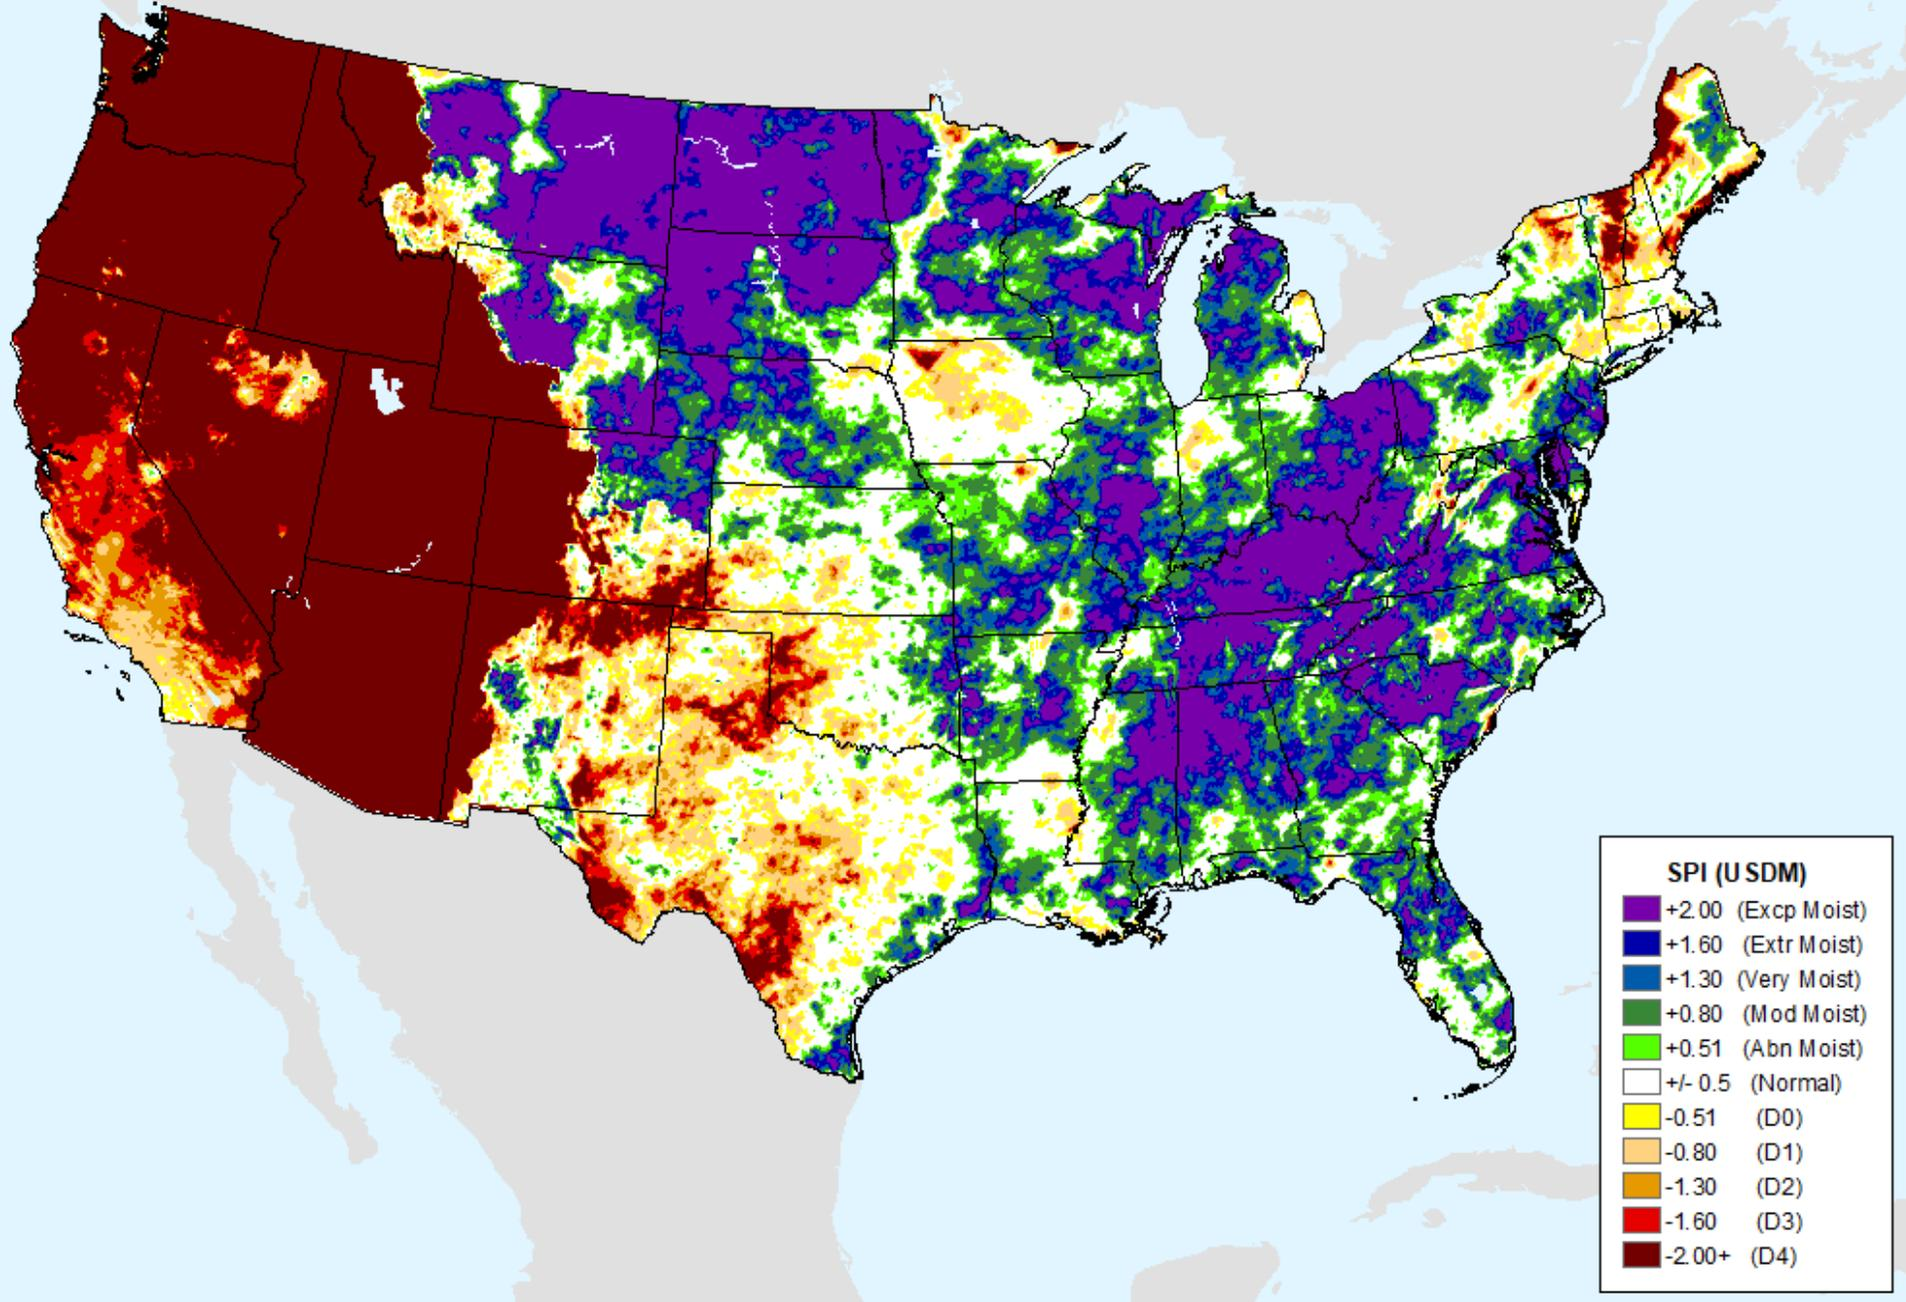 SPI (USDM)
+2.00 (Excp Moist)
+1.60 (Extr Moist)
+1.30 (Very Moist)
+0.80 (Mod Moist)
+0.51 (Abn Moist)
+/- 0.5 (Normal)
-0.51 (D0)
-0.80 (D1)
-1.30 (D2)
-1.60 (D3)
-2.00+ (D4)